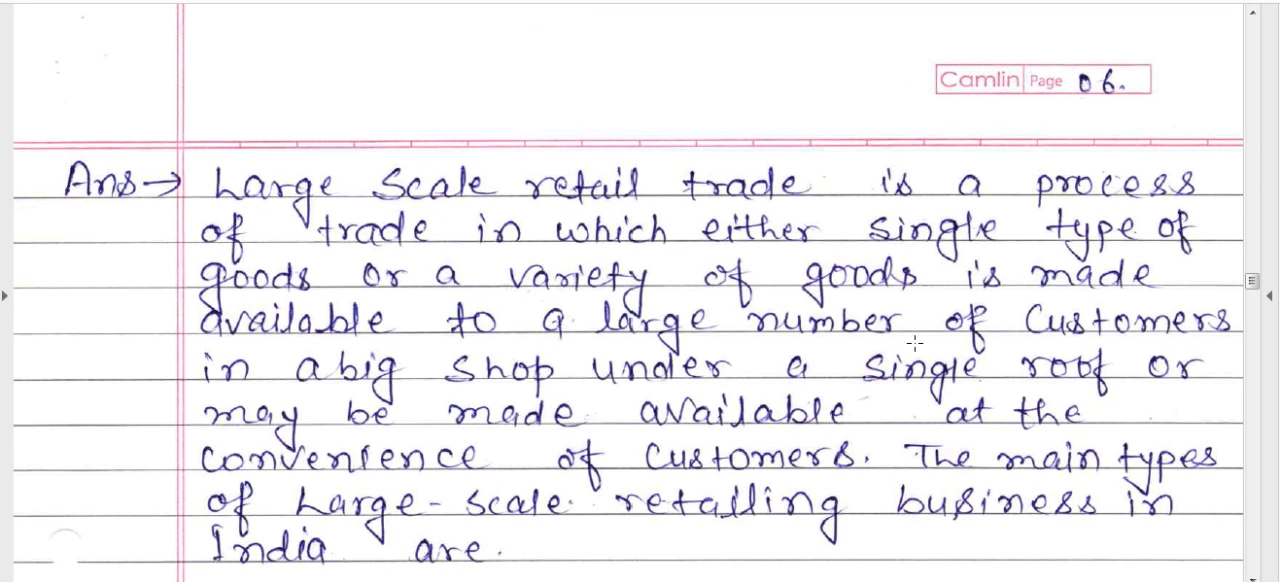 Camlin Page 06.
Ans → Large scale retail trade is a process
of trade in which either single type of
goods or a variety of goods is made
available to a large number of customers
in a big shop under a single roof or
may be made available at the
convenience of customers. The main types
of Large-scale retailing business in
India are.